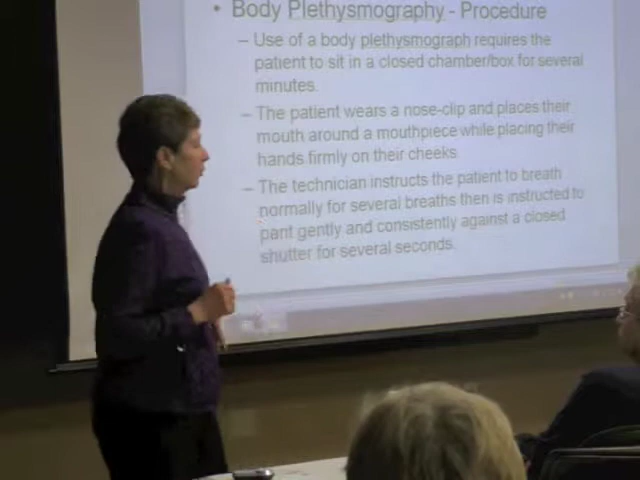 • Body Plethysmography - Procedure
– Use of a body plethysmograph requires the
patient to sit in a closed chamber/box for several
minutes.
– The patient wears a nose-clip and places their
mouth around a mouthpiece while placing their
hands firmly on their cheeks
– The technician instructs the patient to breath
normally for several breaths then is instructed to
pant gently and consistently against a closed
shutter for several seconds.